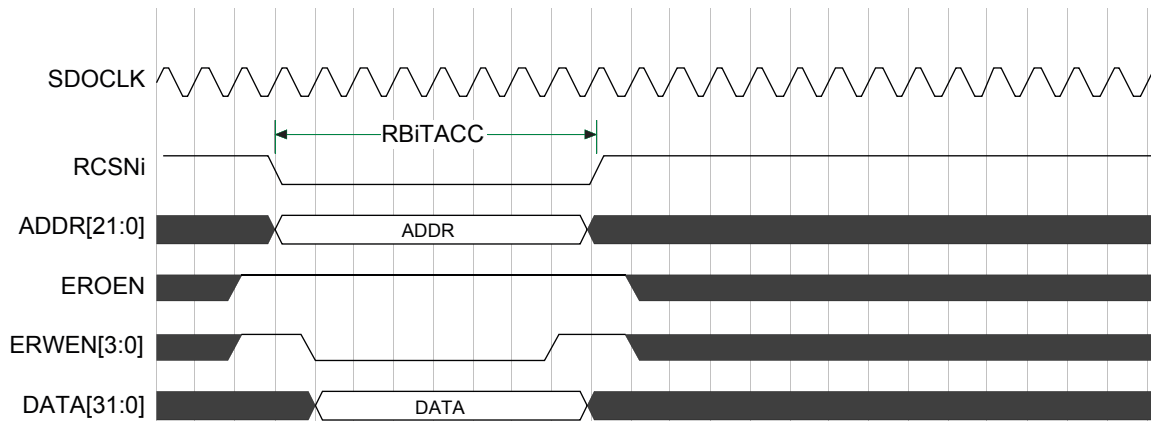 SDOCLK
RBiTACC
RCSNi
ADDR[21:0]
ADDR
EROEN
ERWEN[3:0]
DATA[31:0]
DATA